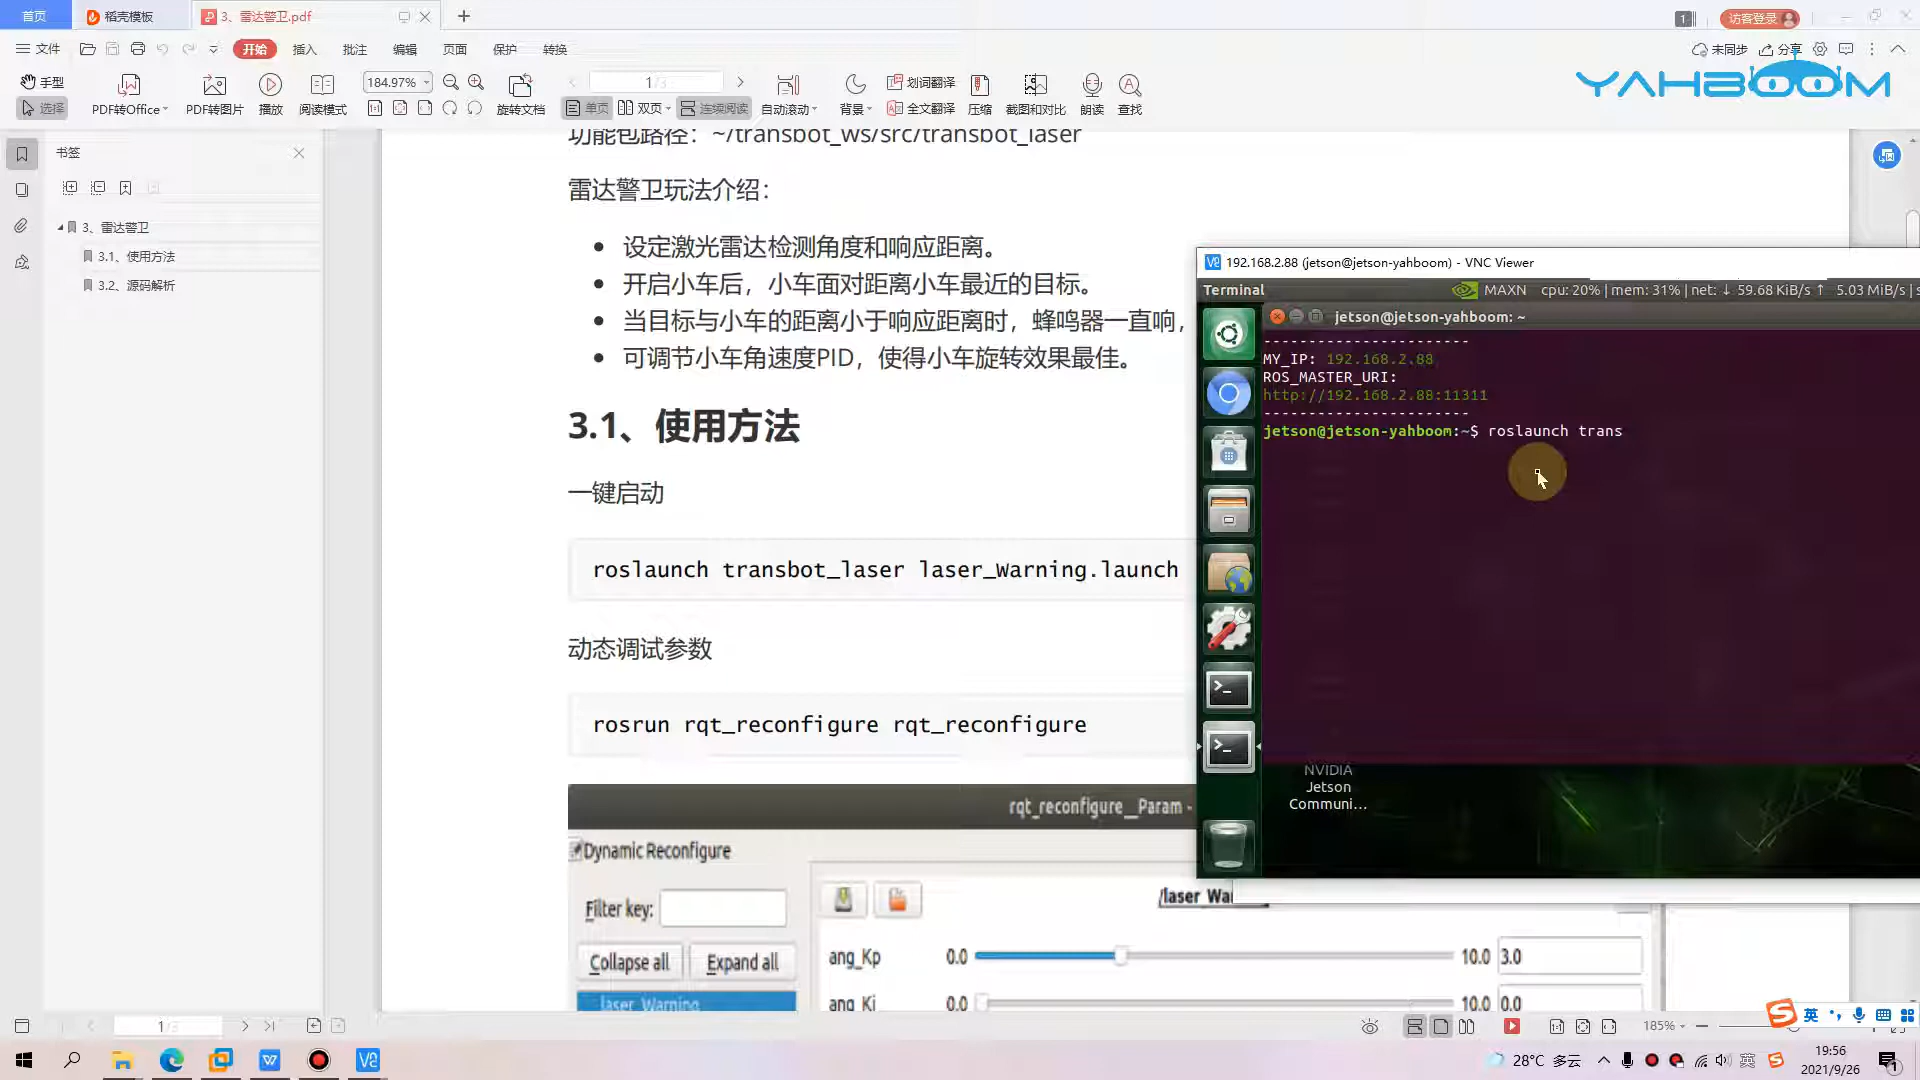 首页
稻壳模板
3、雷达警卫.pdf
1
访客登录
文件
开始
插入
批注
编辑
页面
保护
转换
未同步
分享
手型
选择
PDF转Office
PDF转图片
播放
阅读模式
184.97%
旋转文档
1/3
单页
双页
连续阅读
自动滚动
背景
划词翻译
全文翻译
压缩
截图和对比
朗读
查找
YAHBOOM
书签
3、雷达警卫
3.1、使用方法
3.2、源码解析
功能包路径：~/transbot_ws/src/transbot_laser
雷达警卫玩法介绍：
设定激光雷达检测角度和响应距离。
开启小车后，小车面对距离小车最近的目标。
当目标与小车的距离小于响应距离时，蜂鸣器一直响，
可调节小车角速度PID，使得小车旋转效果最佳。
3.1、使用方法
一键启动
roslaunch transbot_laser laser_Warning.launch
动态调试参数
rosrun rqt_reconfigure rqt_reconfigure
rqt_reconfigure__Param -
Dynamic Reconfigure
Filter key:
Collapse all
Expand all
laser_Warning
/laser_Wa
ang_Kp 0.0 10.0 3.0
ang_Ki 0.0 10.0 0.0
192.168.2.88 (jetson@jetson-yahboom) - VNC Viewer
Terminal
MAXN cpu: 20% | mem: 31% | net: ↓ 59.68 KiB/s ↑ 5.03 MiB/s | s
jetson@jetson-yahboom: ~
-----------------------
MY_IP: 192.168.2.88
ROS_MASTER_URI:
http://192.168.2.88:11311
-----------------------
jetson@jetson-yahboom:~$ roslaunch trans
NVIDIA
Jetson
Communi...
1/3
185%
英
28°C 多云
英
19:56
2021/9/26
1